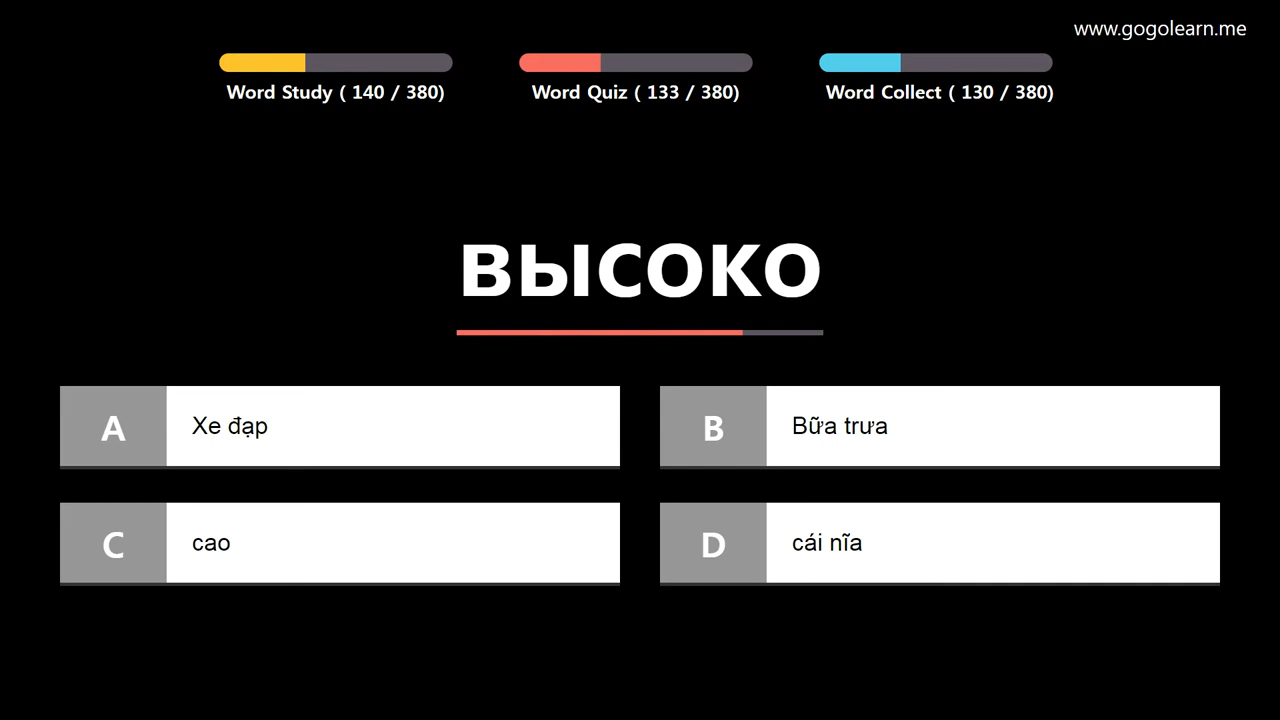 www.gogolearn.me
Word Study ( 140 / 380)
Word Quiz ( 133 / 380)
Word Collect ( 130 / 380)
ВЫСОКО
A
Xe đạp
B
Bữa trưa
C
cao
D
cái nĩa